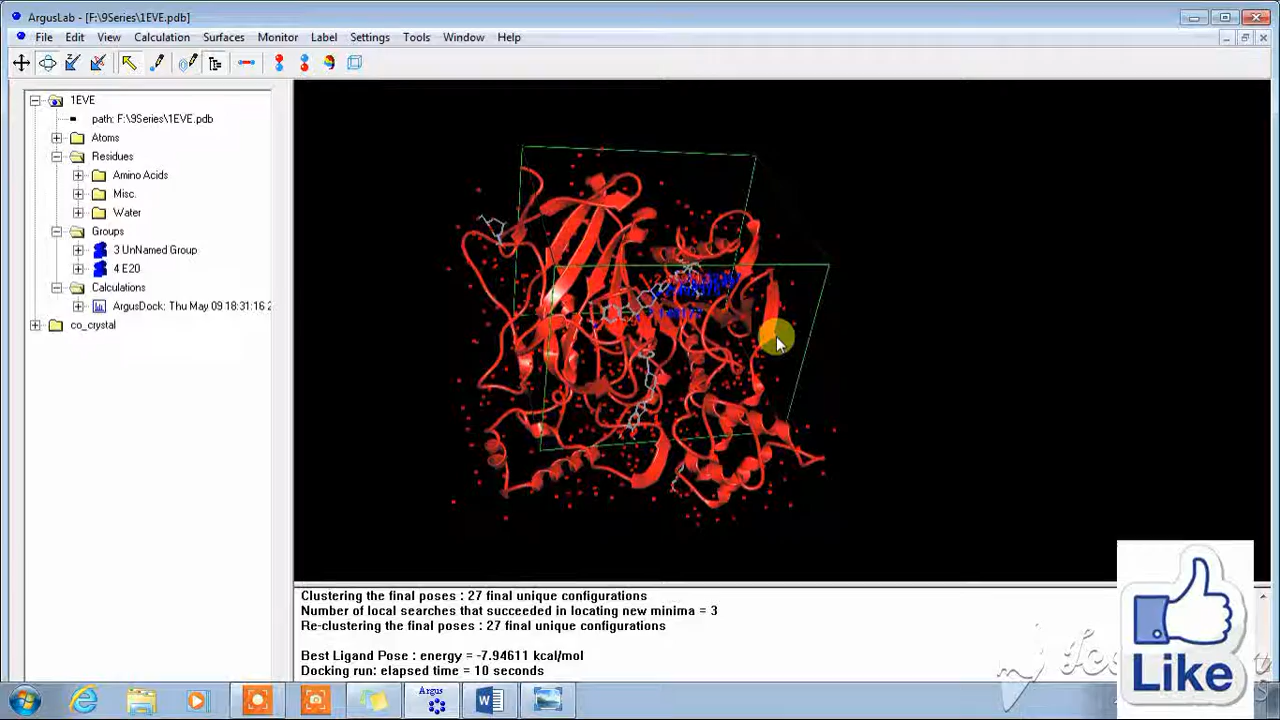 ArgusLab - [F:\9Series\1EVE.pdb]
File Edit View Calculation Surfaces Monitor Label Settings Tools Window Help
1EVE
path: F:\9Series\1EVE.pdb
Atoms
Residues
Amino Acids
Misc.
Water
Groups
3 UnNamed Group
4 E20
Calculations
ArgusDock: Thu May 09 18:31:16 2
co_crystal
Clustering the final poses : 27 final unique configurations
Number of local searches that succeeded in locating new minima = 3
Re-clustering the final poses : 27 final unique configurations
Best Ligand Pose : energy = -7.94611 kcal/mol
Docking run: elapsed time = 10 seconds
Like
Argus